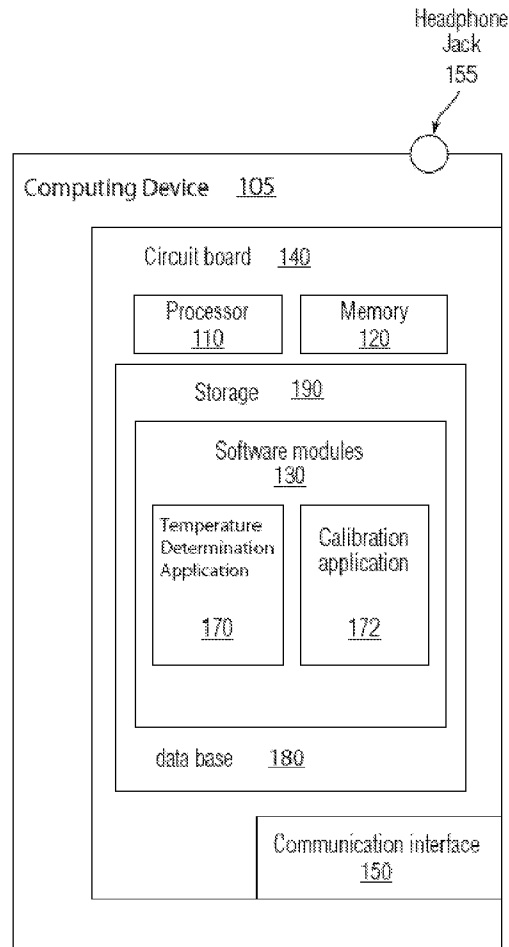 Headphone
Jack
155
Computing Device 105
Circuit board 140
Processor
110
Memory
120
Storage 190
Software modules
130
Temperature
Determination
Application
170
Calibration
application
172
data base 180
Communication interface
150